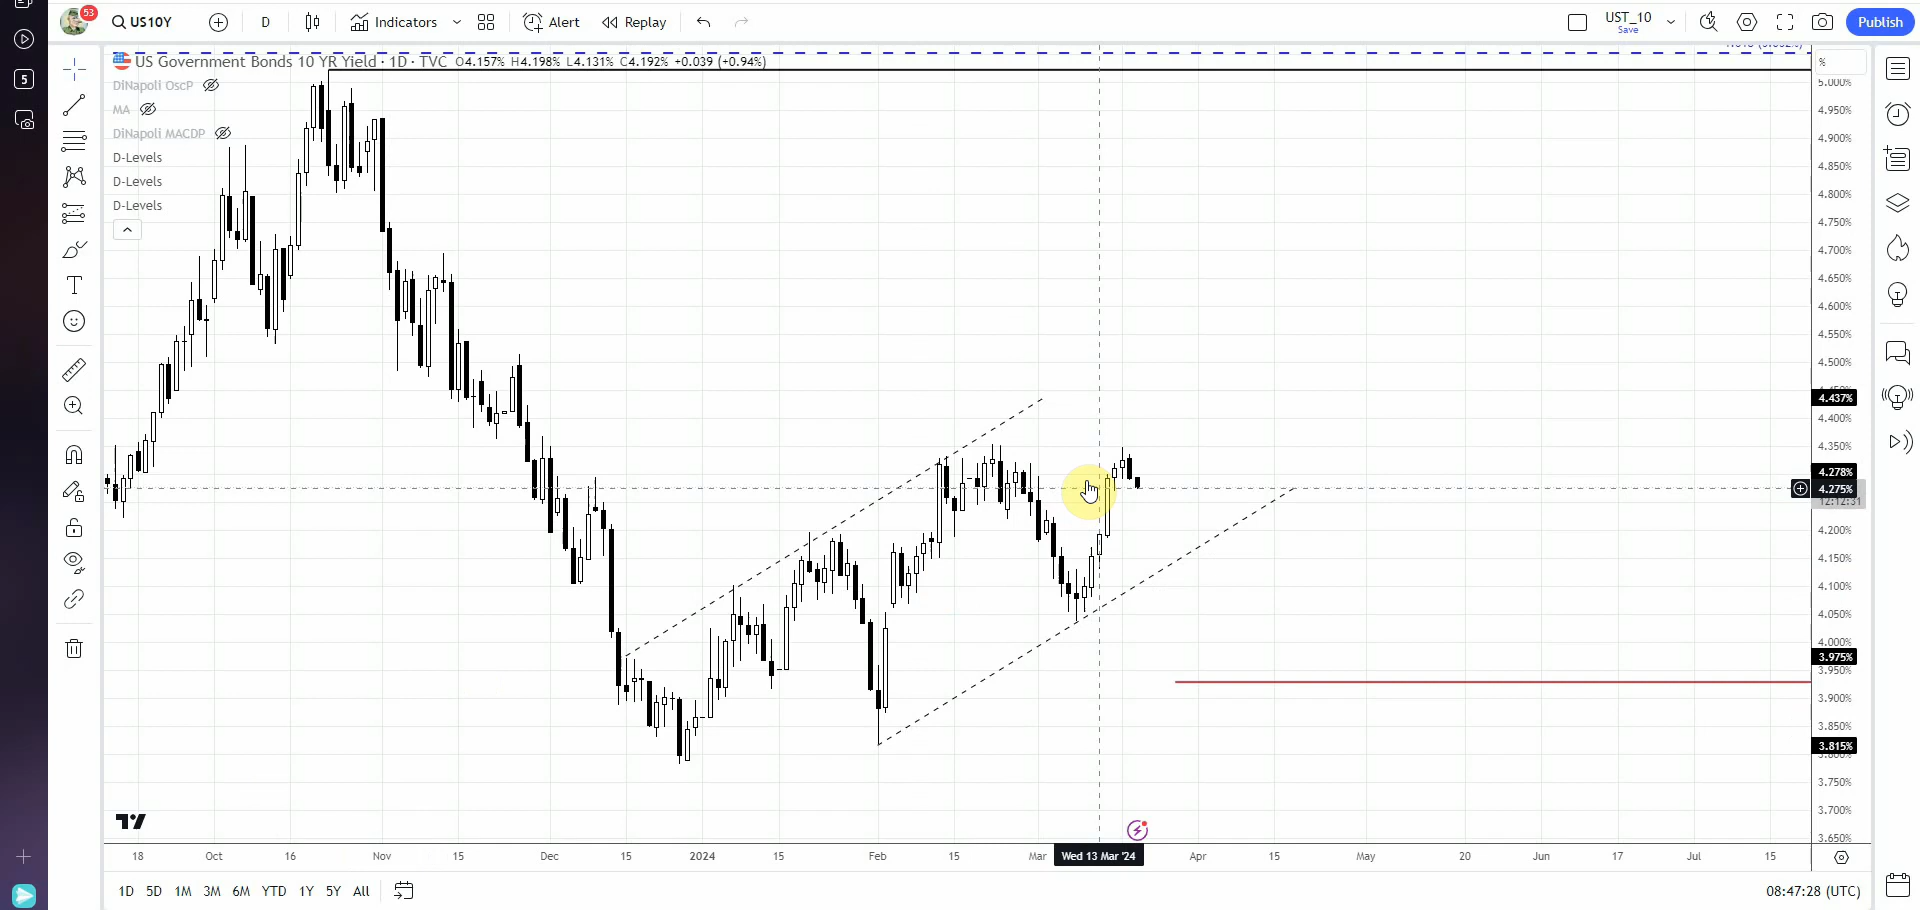 53
US10Y
D
Indicators
Alert
Replay
UST_10
Save
Publish
5
US Government Bonds 10 YR Yield · 1D · TVC O4.157% H4.198% L4.131% C4.192% +0.039 (+0.94%)
DiNapoli OscP
MA
DiNapoli MACDP
D-Levels
D-Levels
D-Levels
%
5.000%
4.950%
4.900%
4.850%
4.800%
4.750%
4.700%
4.650%
4.600%
4.550%
4.500%
4.437%
4.400%
4.350%
4.278%
4.275%
12:12:31
4.200%
4.150%
4.100%
4.050%
4.000%
3.975%
3.950%
3.900%
3.850%
3.815%
3.750%
3.700%
3.650%
18 Oct 16 Nov 15 Dec 15 2024 15 Feb 15 Mar Wed 13 Mar '24 Apr 15 May 20 Jun 17 Jul 15
1D 5D 1M 3M 6M YTD 1Y 5Y All
08:47:28 (UTC)